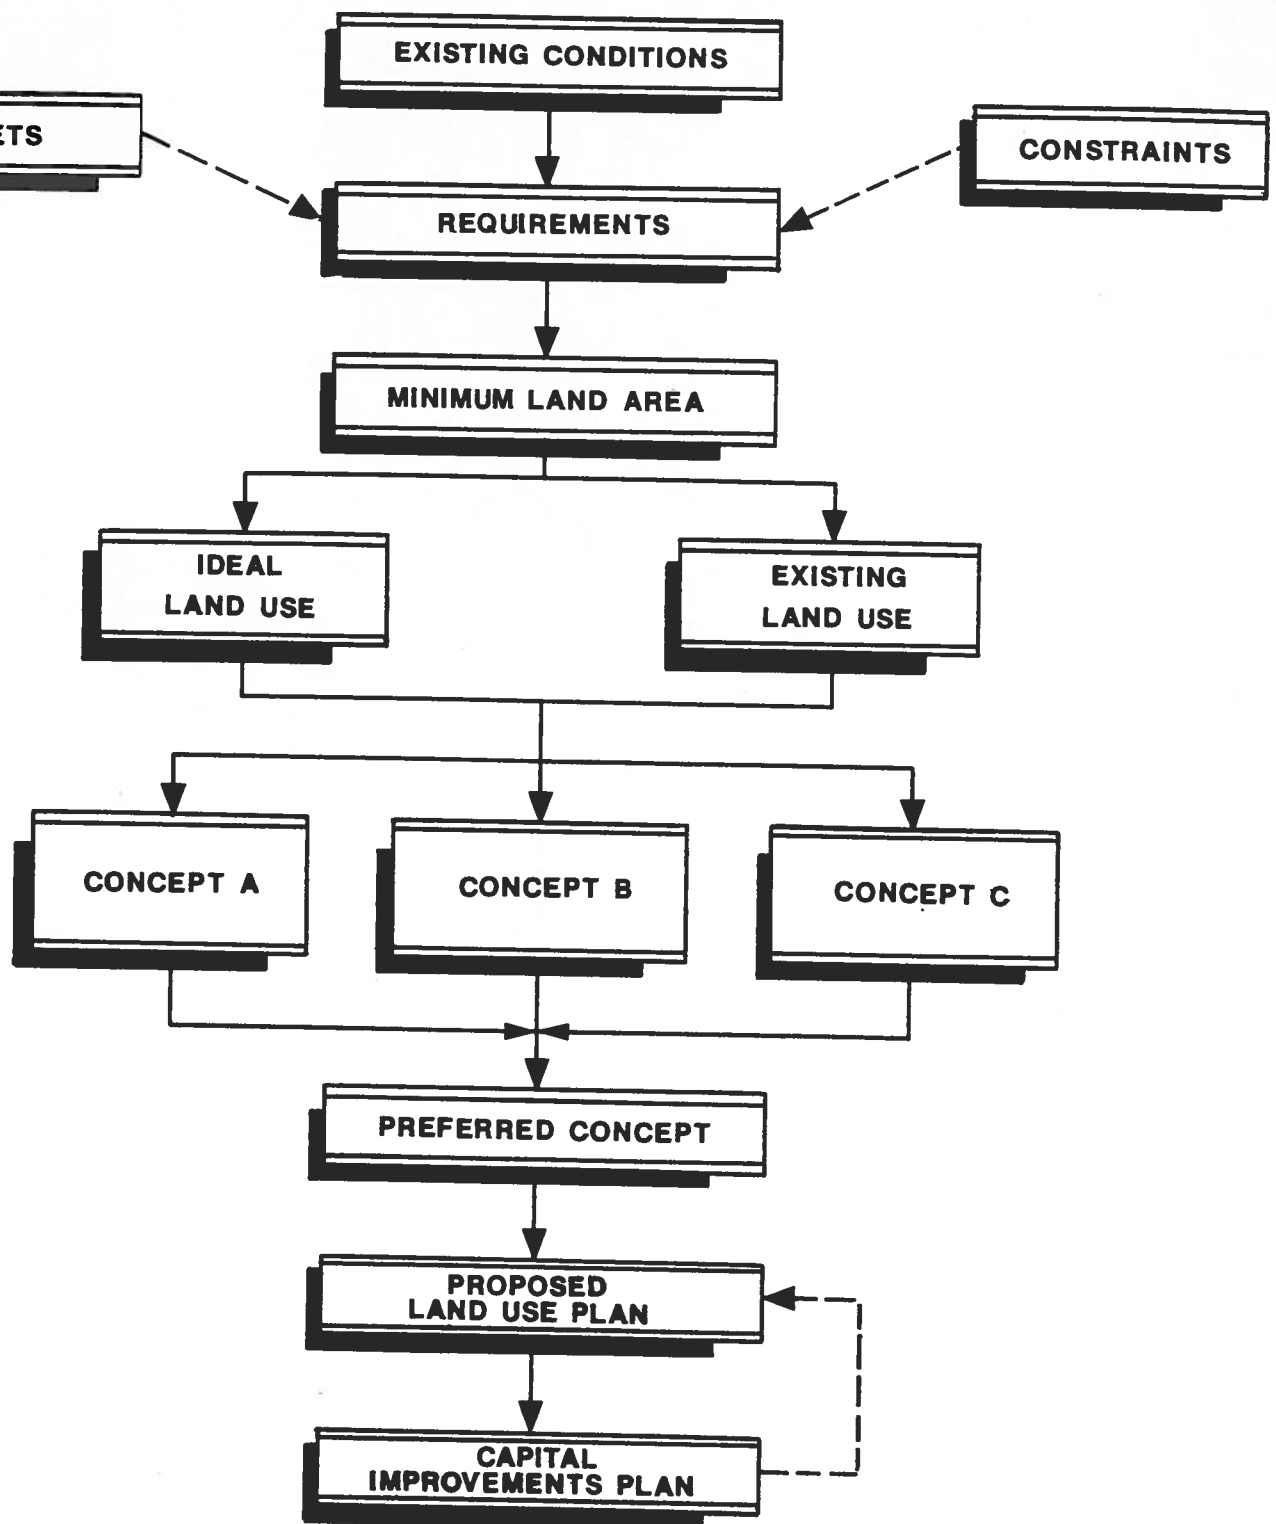 EXISTING CONDITIONS
ETS
CONSTRAINTS
REQUIREMENTS
MINIMUM LAND AREA
IDEAL
LAND USE
EXISTING
LAND USE
CONCEPT A
CONCEPT B
CONCEPT C
PREFERRED CONCEPT
PROPOSED
LAND USE PLAN
CAPITAL
IMPROVEMENTS PLAN